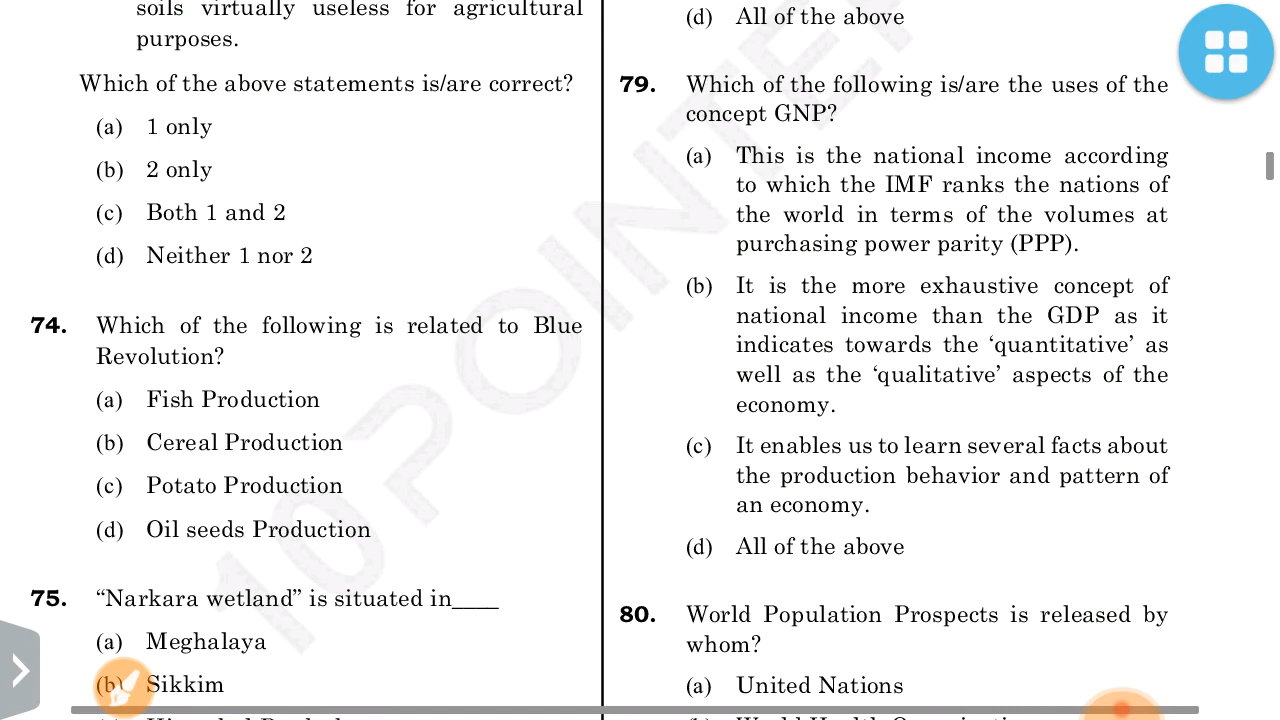 soils virtually useless for agricultural
purposes.
Which of the above statements is/are correct?
(a) 1 only
(b) 2 only
(c) Both 1 and 2
(d) Neither 1 nor 2
74. Which of the following is related to Blue
Revolution?
(a) Fish Production
(b) Cereal Production
(c) Potato Production
(d) Oil seeds Production
75. “Narkara wetland” is situated in____
(a) Meghalaya
(b) Sikkim
(d) All of the above
79. Which of the following is/are the uses of the
concept GNP?
(a) This is the national income according
to which the IMF ranks the nations of
the world in terms of the volumes at
purchasing power parity (PPP).
(b) It is the more exhaustive concept of
national income than the GDP as it
indicates towards the ‘quantitative’ as
well as the ‘qualitative’ aspects of the
economy.
(c) It enables us to learn several facts about
the production behavior and pattern of
an economy.
(d) All of the above
80. World Population Prospects is released by
whom?
(a) United Nations
10POINTER